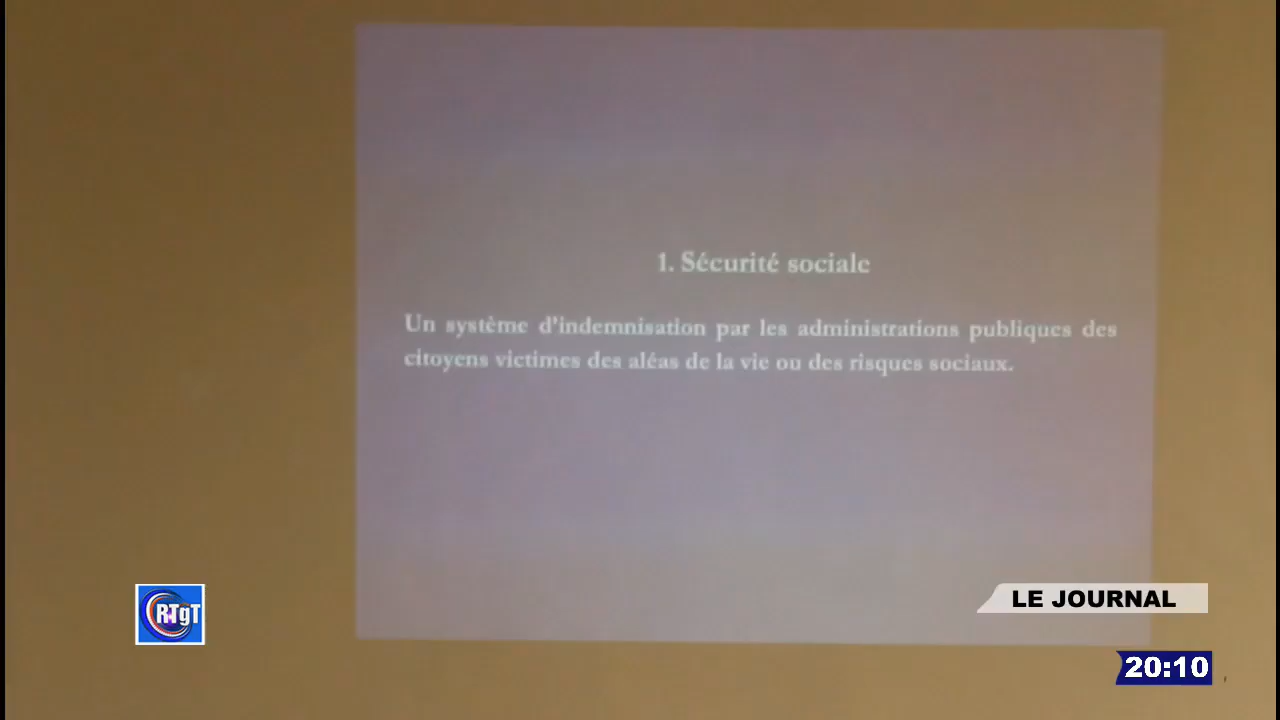 1. Sécurité sociale
Un système d'indemnisation par les administrations publiques des
citoyens victimes des aléas de la vie ou des risques sociaux.
RTgT
LE JOURNAL
20:10